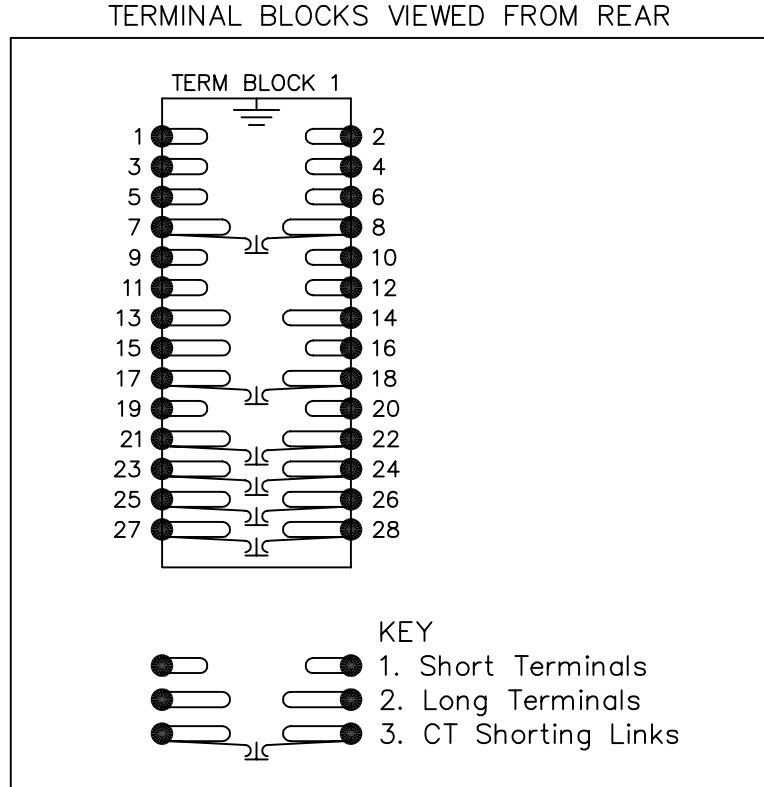 TERMINAL BLOCKS VIEWED FROM REAR
TERM BLOCK 1
1 2
3 4
5 6
7 8
9 10
11 12
13 14
15 16
17 18
19 20
21 22
23 24
25 26
27 28
KEY
1. Short Terminals
2. Long Terminals
3. CT Shorting Links